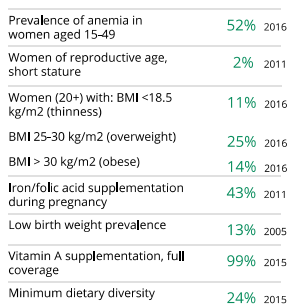 Prevalence of anemia in
women aged 15-49 52% 2016
Women of reproductive age,
short stature 2% 2011
Women (20+) with: BMI <18.5
kg/m2 (thinness) 11% 2016
BMI 25-30 kg/m2 (overweight) 25% 2016
BMI > 30 kg/m2 (obese) 14% 2016
Iron/folic acid supplementation
during pregnancy 43% 2011
Low birth weight prevalence 13% 2005
Vitamin A supplementation, full
coverage 99% 2015
Minimum dietary diversity 24% 2015